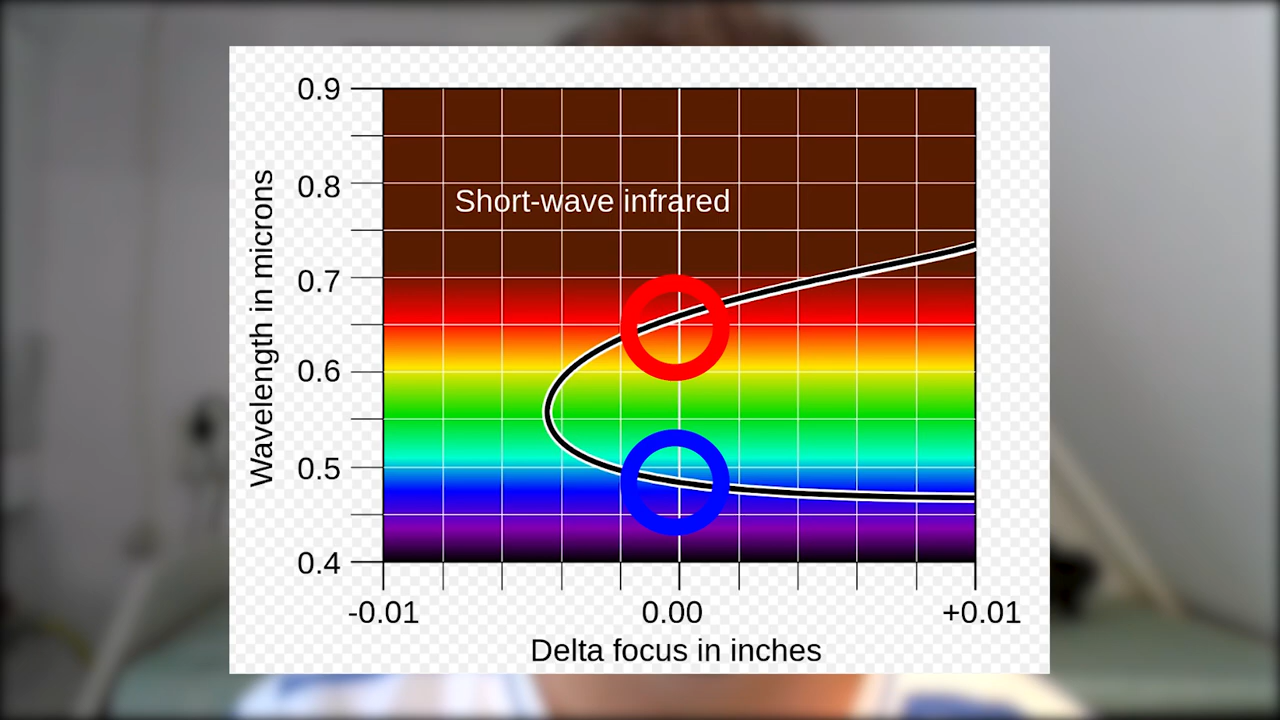 0.9
0.8
Short-wave infrared
0.7
0.6
0.5
0.4
Wavelength in microns
-0.01 0.00 +0.01
Delta focus in inches